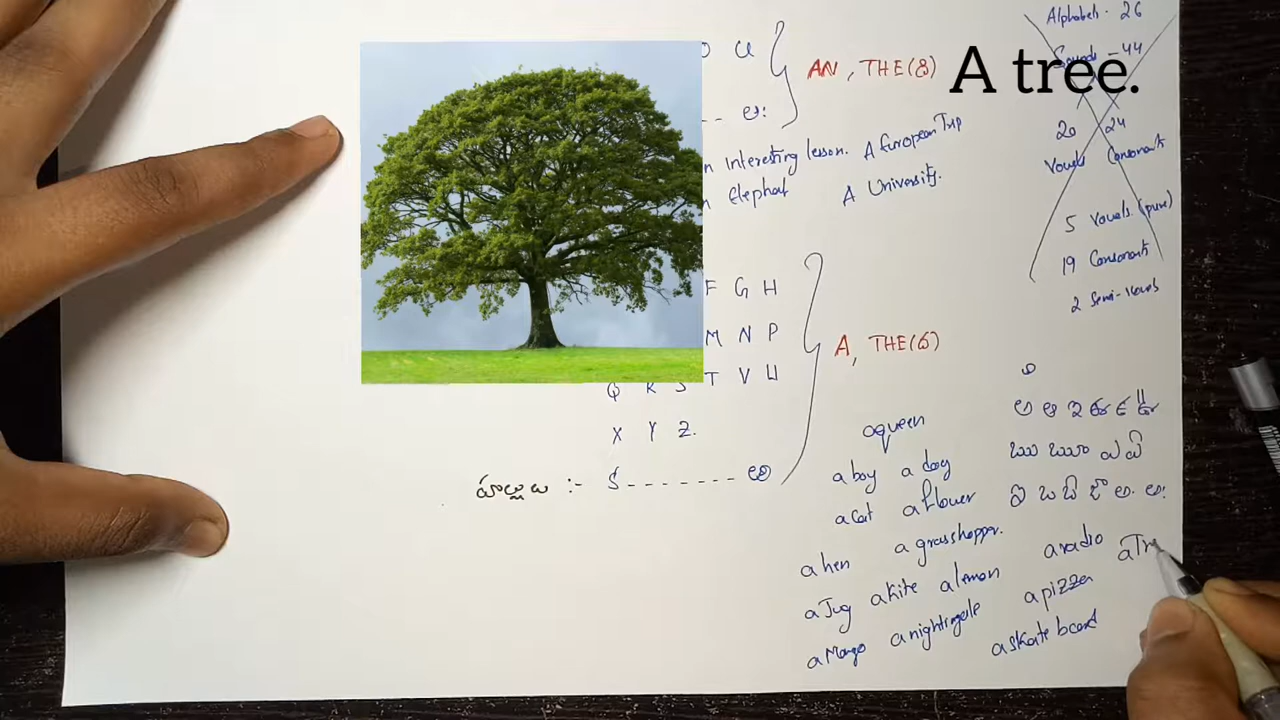 Alphabets - 26
A tree.
U
AN, THE(ది)
Sounds - 44
అః
20 24
Vowels Consonants
n Interesting lesson. A European Trip
n Elephant A University.
5 Vowels (pure)
19 Consonants
2 Semi-vowels
F G H
M N P
A, THE(ద)
Q R S T V W
X Y Z.
హల్లులు :- క - - - - - - - ఱ
a queen
a boy a dog
a cat a flower
a hen a grasshopper.
a Jug a kite a lemon a radio a Tr
a Mango a nightingale a pizza
a skate board
అ ఆ ఇ ఈ
అం అః